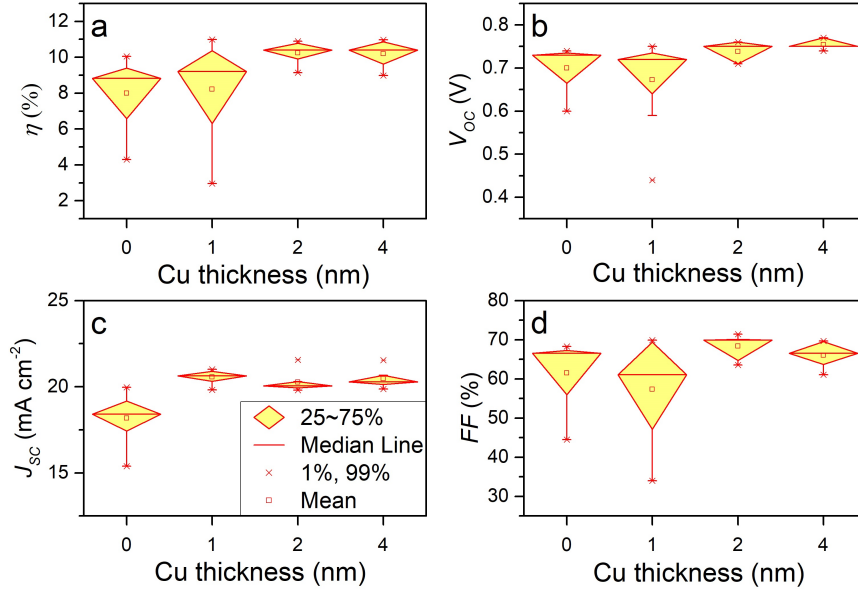 a
12
10
8
6
4
2
η (%)
0 1 2 4
Cu thickness (nm)
b
0.8
0.7
0.6
0.5
0.4
V_OC (V)
0 1 2 4
Cu thickness (nm)
c
25
20
15
J_SC (mA cm⁻²)
25~75%
Median Line
1%, 99%
Mean
0 1 2 4
Cu thickness (nm)
d
80
70
60
50
40
30
FF (%)
0 1 2 4
Cu thickness (nm)